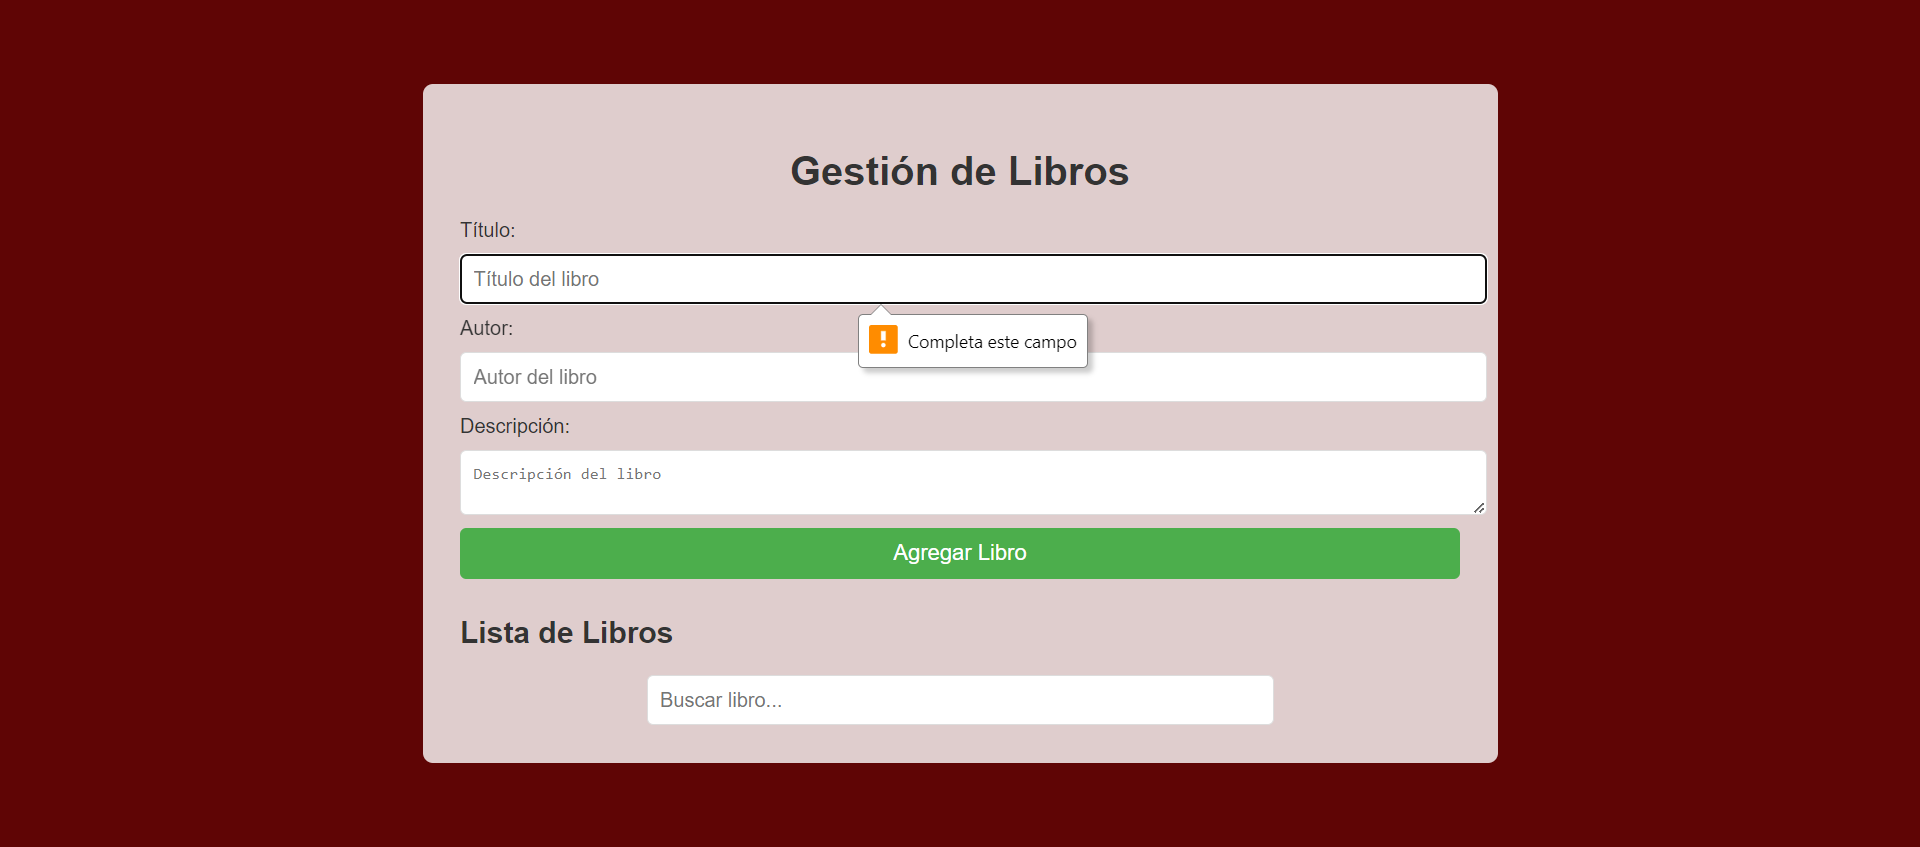 Gestión de Libros
Título:
Título del libro
Autor:
Completa este campo
Autor del libro
Descripción:
Descripción del libro
Agregar Libro
Lista de Libros
Buscar libro...